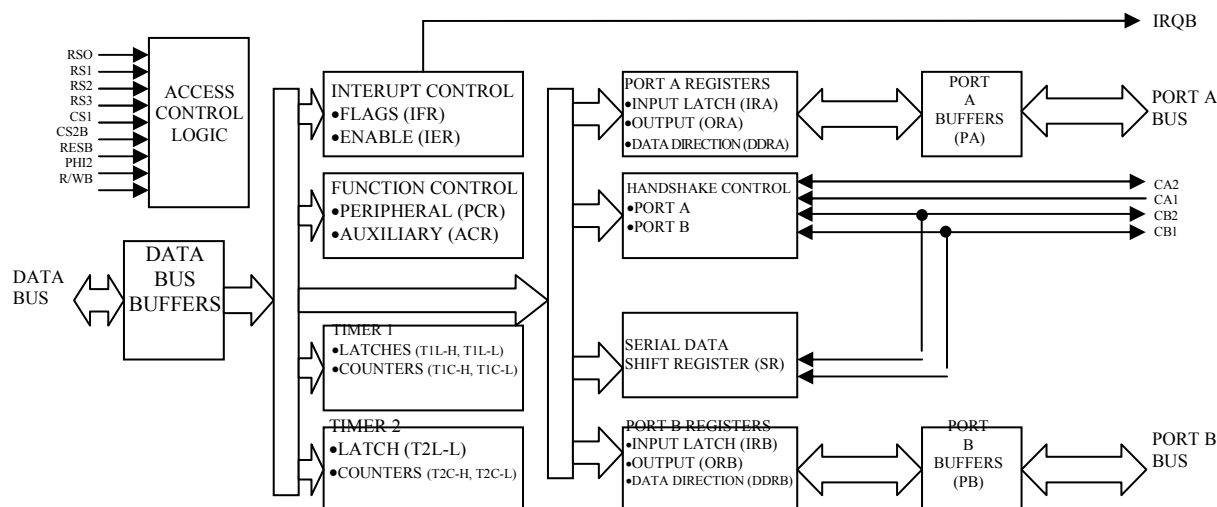 IRQB
RSO
RS1
RS2
RS3
CS1
CS2B
RESB
PHI2
R/WB
ACCESS
CONTROL
LOGIC
INTERUPT CONTROL
•FLAGS (IFR)
•ENABLE (IER)
FUNCTION CONTROL
•PERIPHERAL (PCR)
•AUXILIARY (ACR)
DATA
BUS
DATA
BUS
BUFFERS
TIMER 1
•LATCHES (T1L-H, T1L-L)
•COUNTERS (T1C-H, T1C-L)
TIMER 2
•LATCH (T2L-L)
•COUNTERS (T2C-H, T2C-L)
PORT A REGISTERS
•INPUT LATCH (IRA)
•OUTPUT (ORA)
•DATA DIRECTION (DDRA)
PORT
A
BUFFERS
(PA)
PORT A
BUS
HANDSHAKE CONTROL
•PORT A
•PORT B
CA2
CA1
CB2
CB1
SERIAL DATA
SHIFT REGISTER (SR)
PORT B REGISTERS
•INPUT LATCH (IRB)
•OUTPUT (ORB)
•DATA DIRECTION (DDRB)
PORT
B
BUFFERS
(PB)
PORT B
BUS